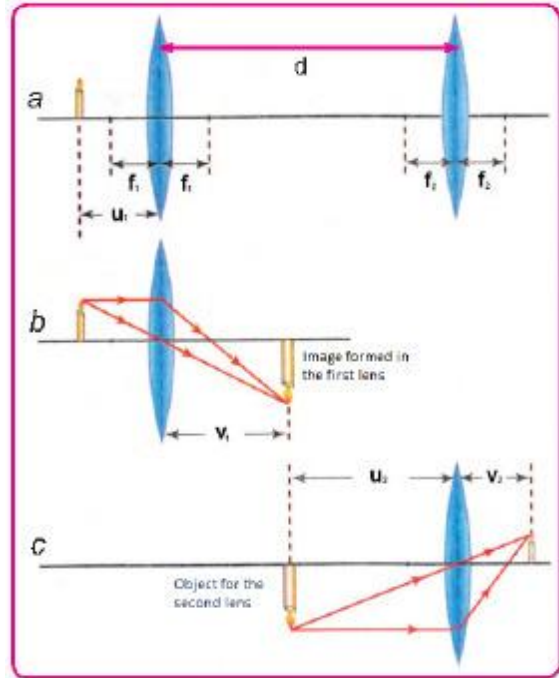 d
a
f₁ f₁ f₂ f₂
u₁
b
Image formed in
the first lens
v₁
u₂ v₂
c
Object for the
second lens